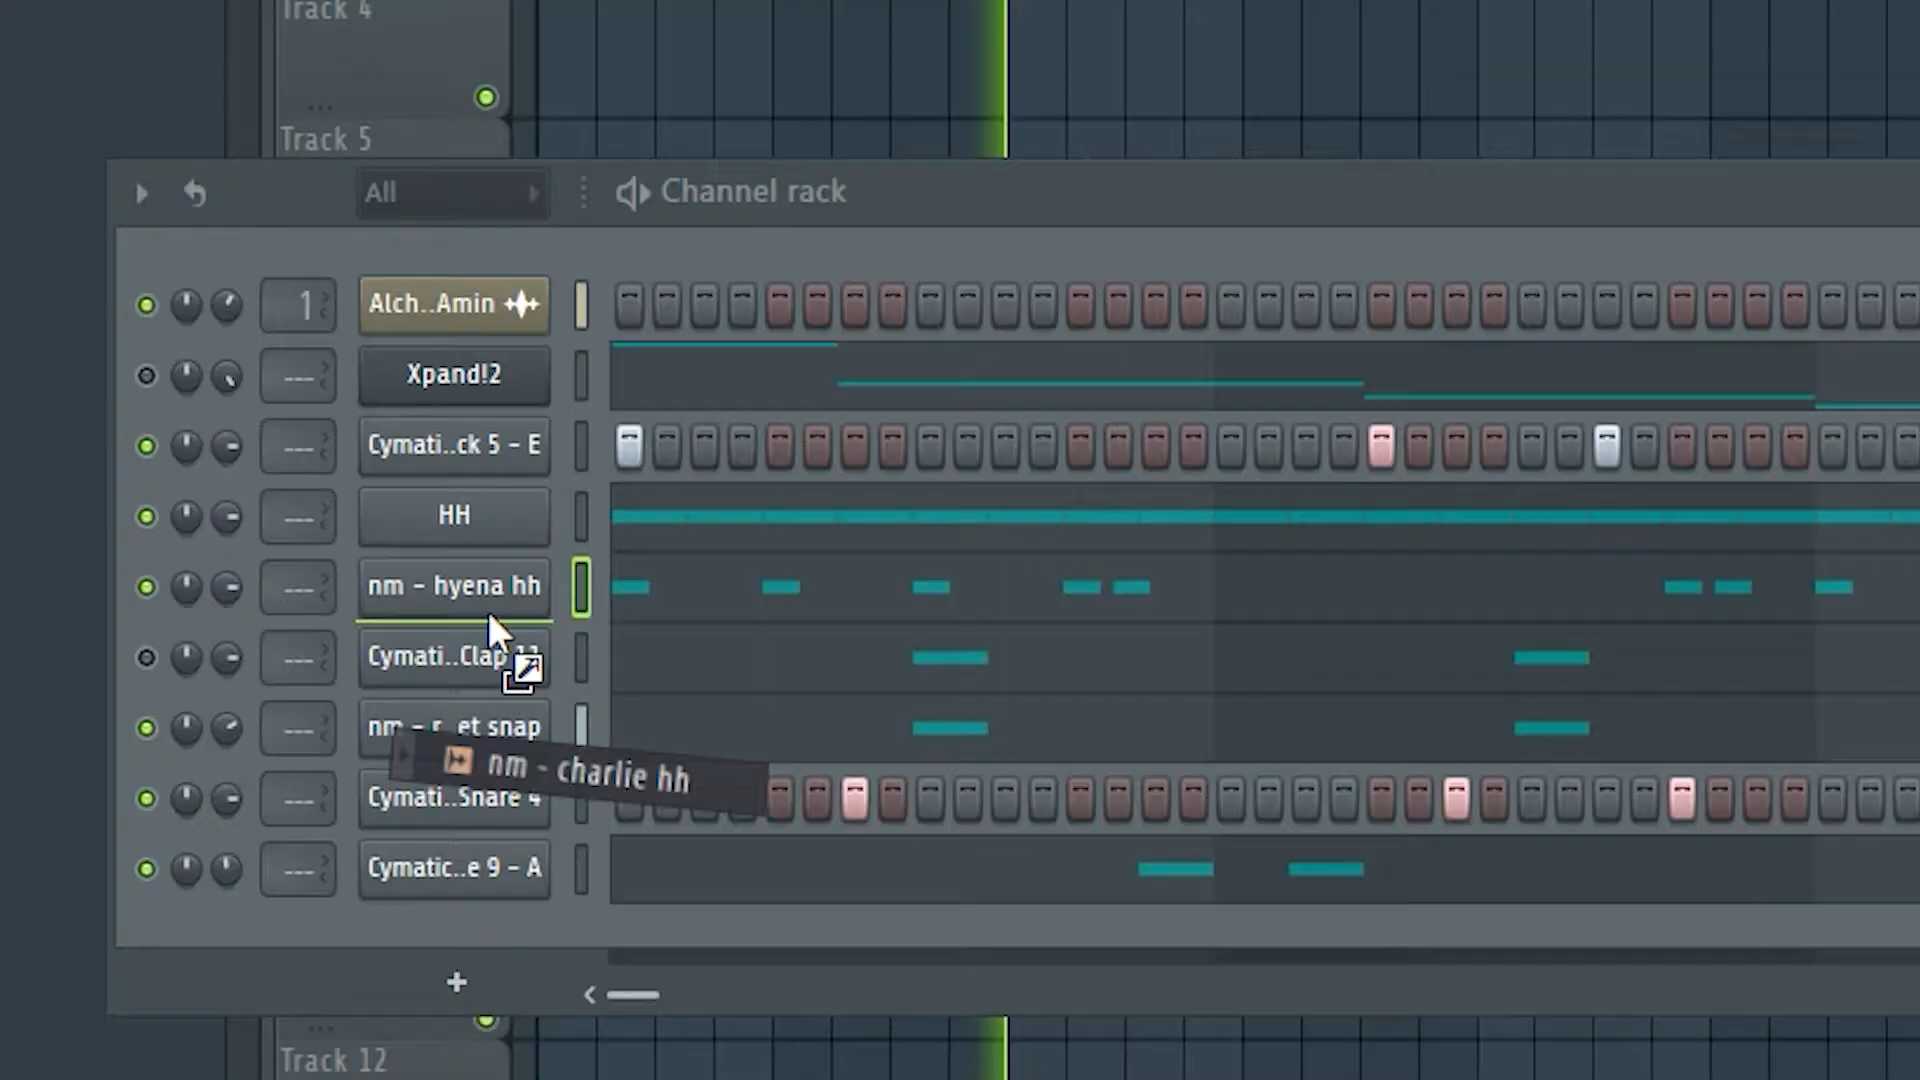 Track 4
Track 5
All
Channel rack
1
Alch..Amin
---
Xpand!2
---
Cymati..ck 5 - E
---
HH
---
nm - hyena hh
---
Cymati..Clap
---
nm - r..et snap
nm - charlie hh
---
Cymati..Snare 4
---
Cymatic..e 9 - A
Track 12